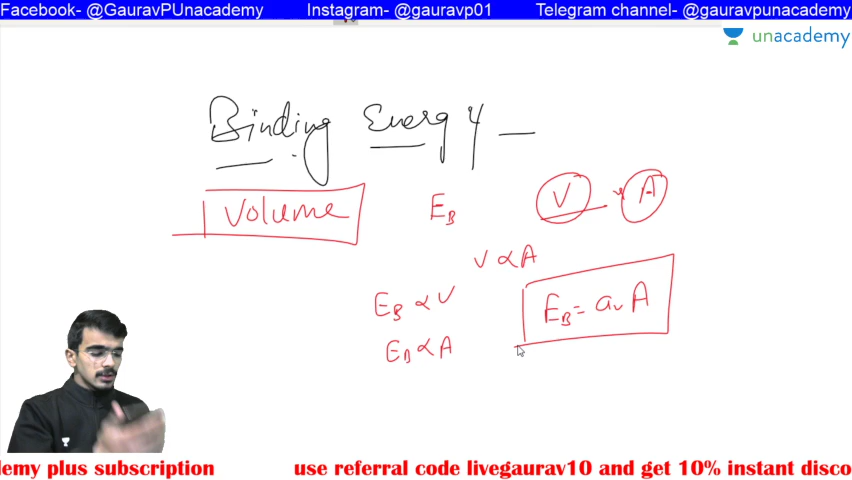 Facebook- @GauravPUnacademy Instagram- @gauravp01 Telegram channel- @gauravpunacademy
unacademy
Binding Energy —
Volume E_B V A
V ∝ A
E_B ∝ V
E_B = a_v A
E_B ∝ A
demy plus subscription use referral code livegaurav10 and get 10% instant disco